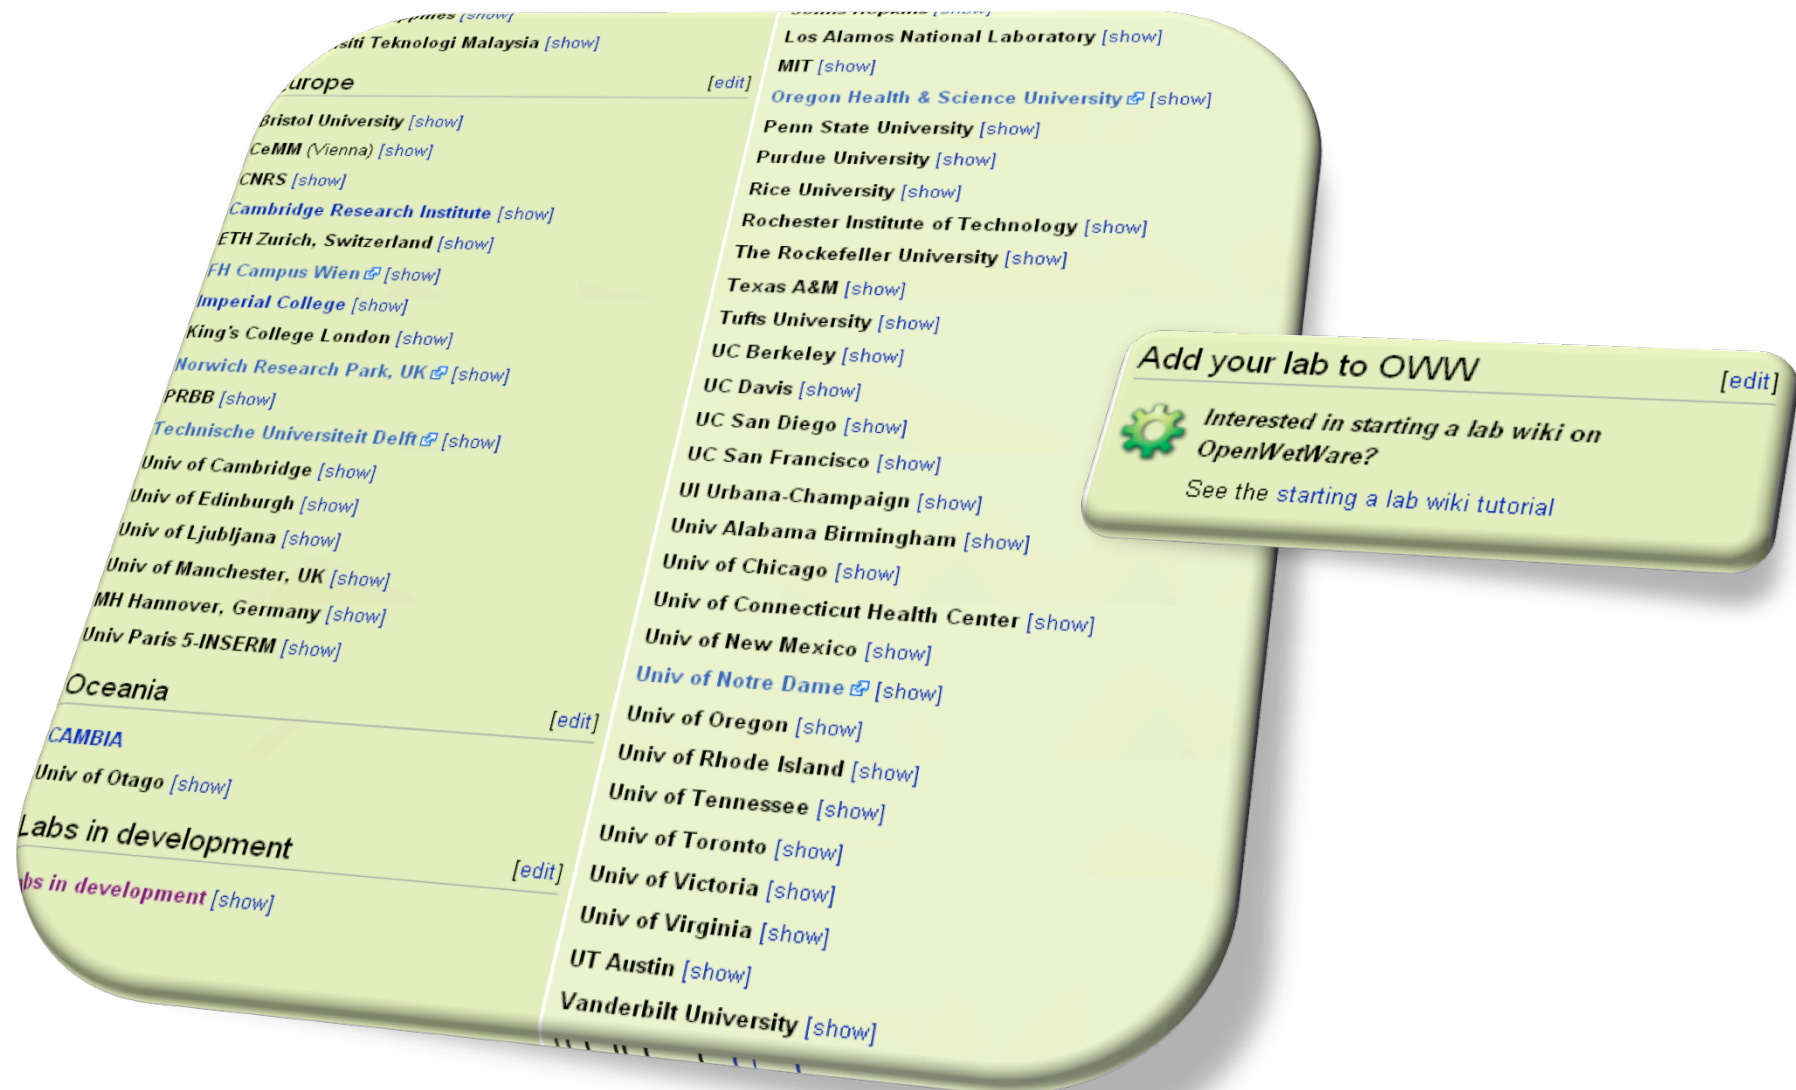 [show]
Teknologi Malaysia [show]
urope [edit]
Bristol University [show]
CeMM (Vienna) [show]
CNRS [show]
Cambridge Research Institute [show]
ETH Zurich, Switzerland [show]
FH Campus Wien [show]
Imperial College [show]
King's College London [show]
Norwich Research Park, UK [show]
PRBB [show]
Technische Universiteit Delft [show]
Univ of Cambridge [show]
Univ of Edinburgh [show]
Univ of Ljubljana [show]
Univ of Manchester, UK [show]
MH Hannover, Germany [show]
Univ Paris 5-INSERM [show]
Oceania [edit]
CAMBIA
Univ of Otago [show]
Labs in development [edit]
bs in development [show]
Johns Hopkins [show]
Los Alamos National Laboratory [show]
MIT [show]
Oregon Health & Science University [show]
Penn State University [show]
Purdue University [show]
Rice University [show]
Rochester Institute of Technology [show]
The Rockefeller University [show]
Texas A&M [show]
Tufts University [show]
UC Berkeley [show]
UC Davis [show]
UC San Diego [show]
UC San Francisco [show]
UI Urbana-Champaign [show]
Univ Alabama Birmingham [show]
Univ of Chicago [show]
Univ of Connecticut Health Center [show]
Univ of New Mexico [show]
Univ of Notre Dame [show]
Univ of Oregon [show]
Univ of Rhode Island [show]
Univ of Tennessee [show]
Univ of Toronto [show]
Univ of Victoria [show]
Univ of Virginia [show]
UT Austin [show]
Vanderbilt University [show]
Add your lab to OWW [edit]
Interested in starting a lab wiki on
OpenWetWare?
See the starting a lab wiki tutorial